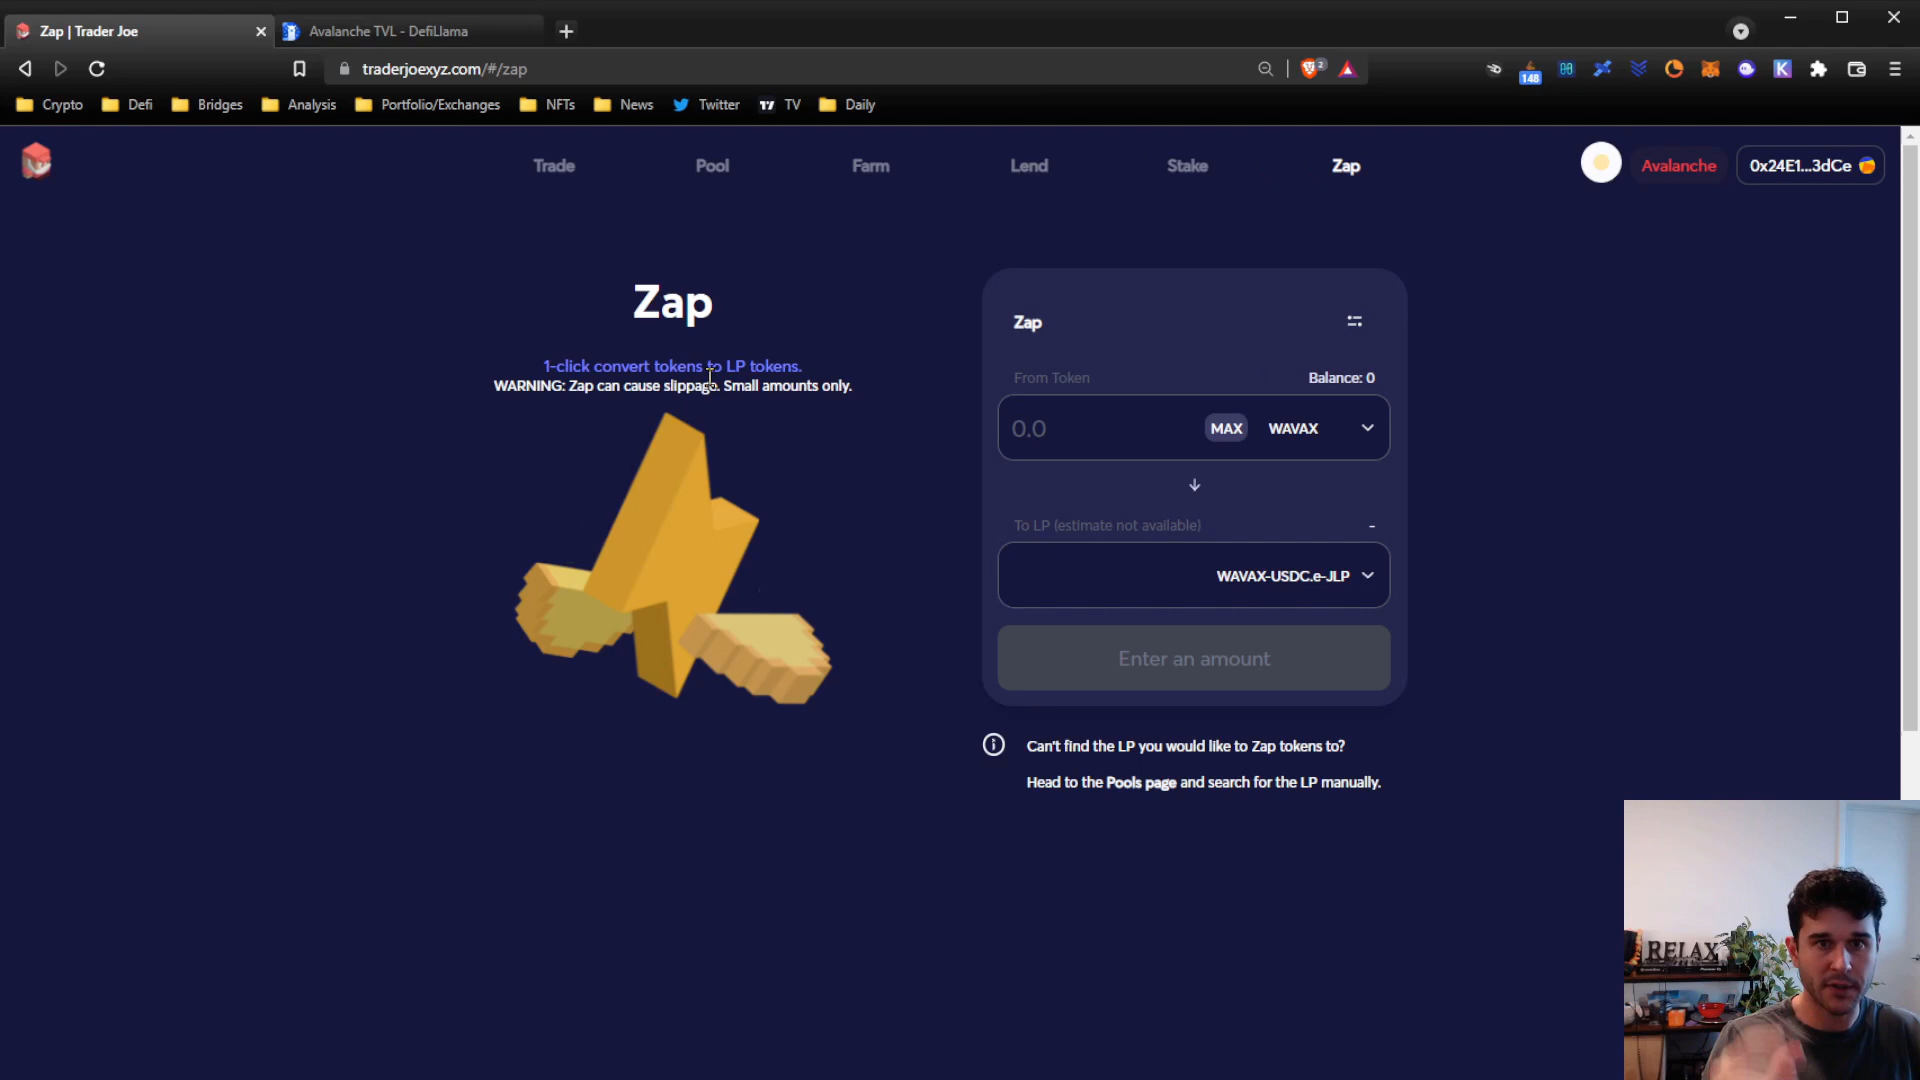 Zap | Trader Joe
Avalanche TVL - DefiLlama
traderjoexyz.com/#/zap
2
148
K
Crypto
Defi
Bridges
Analysis
Portfolio/Exchanges
NFTs
News
Twitter
TV
Daily
Trade
Pool
Farm
Lend
Stake
Zap
Avalanche
0x24E1...3dCe
Zap
1-click convert tokens to LP tokens.
WARNING: Zap can cause slippage. Small amounts only.
Zap
From Token
Balance: 0
0.0
MAX
WAVAX
To LP (estimate not available)
-
WAVAX-USDC.e-JLP
Enter an amount
Can't find the LP you would like to Zap tokens to?
Head to the Pools page and search for the LP manually.
RELAX